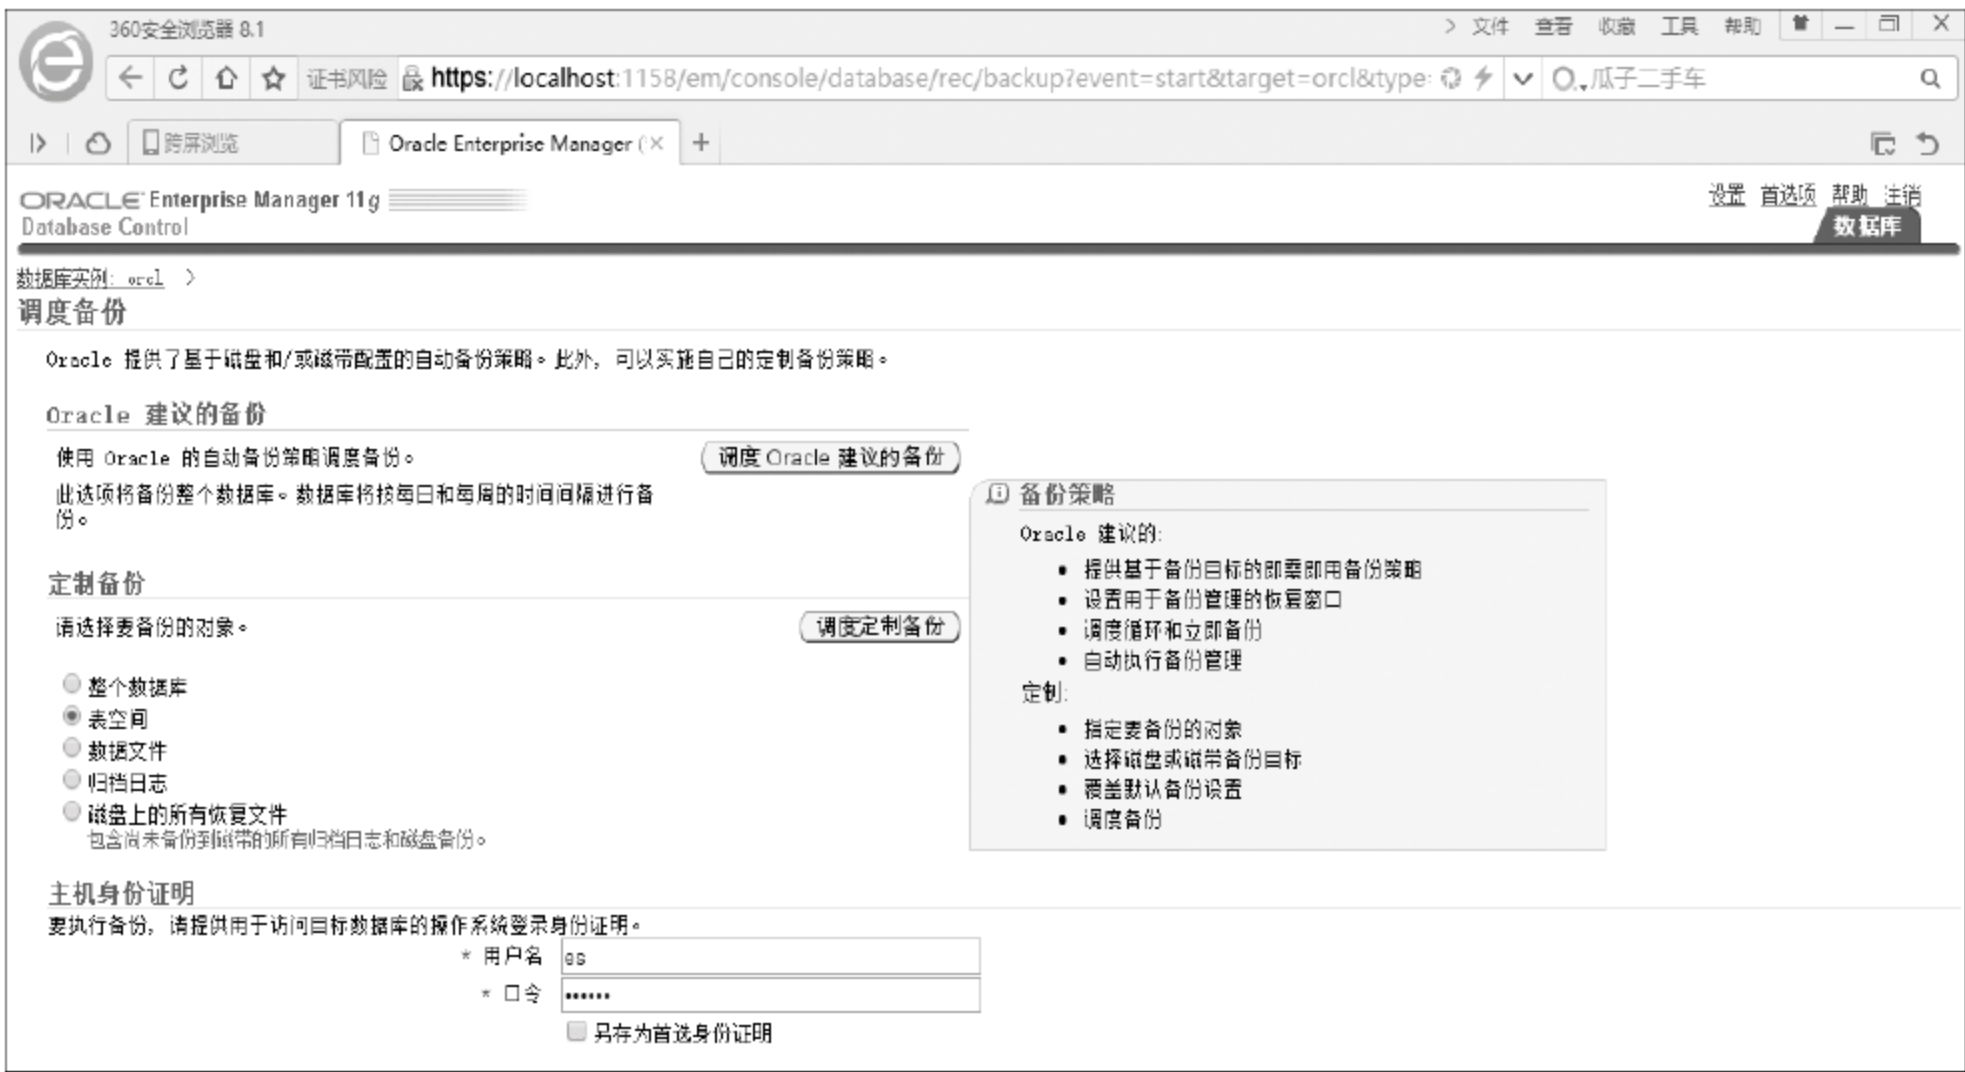 360安全浏览器 8.1
> 文件 查看 收藏 工具 帮助
证书风险 https://localhost:1158/em/console/database/rec/backup?event=start&target=orcl&type: 瓜子二手车
跨屏浏览 Oracle Enterprise Manager (
ORACLE Enterprise Manager 11g
Database Control
设置 首选项 帮助 注销
数据库
数据库实例: orcl >
调度备份
Oracle 提供了基于磁盘和/或磁带配置的自动备份策略。此外, 可以实施自己的定制备份策略。
Oracle 建议的备份
使用 Oracle 的自动备份策略调度备份。 调度 Oracle 建议的备份
此选项将备份整个数据库。数据库将按每日和每周的时间间隔进行备
份。
定制备份
请选择要备份的对象。 调度定制备份
整个数据库
表空间
数据文件
归档日志
磁盘上的所有恢复文件
包含尚未备份到磁带的所有归档日志和磁盘备份。
备份策略
Oracle 建议的:
• 提供基于备份目标的即需即用备份策略
• 设置用于备份管理的恢复窗口
• 调度循环和立即备份
• 自动执行备份管理
定制:
• 指定要备份的对象
• 选择磁盘或磁带备份目标
• 覆盖默认备份设置
• 调度备份
主机身份证明
要执行备份, 请提供用于访问目标数据库的操作系统登录身份证明。
* 用户名 es
* 口令 ••••••
另存为首选身份证明